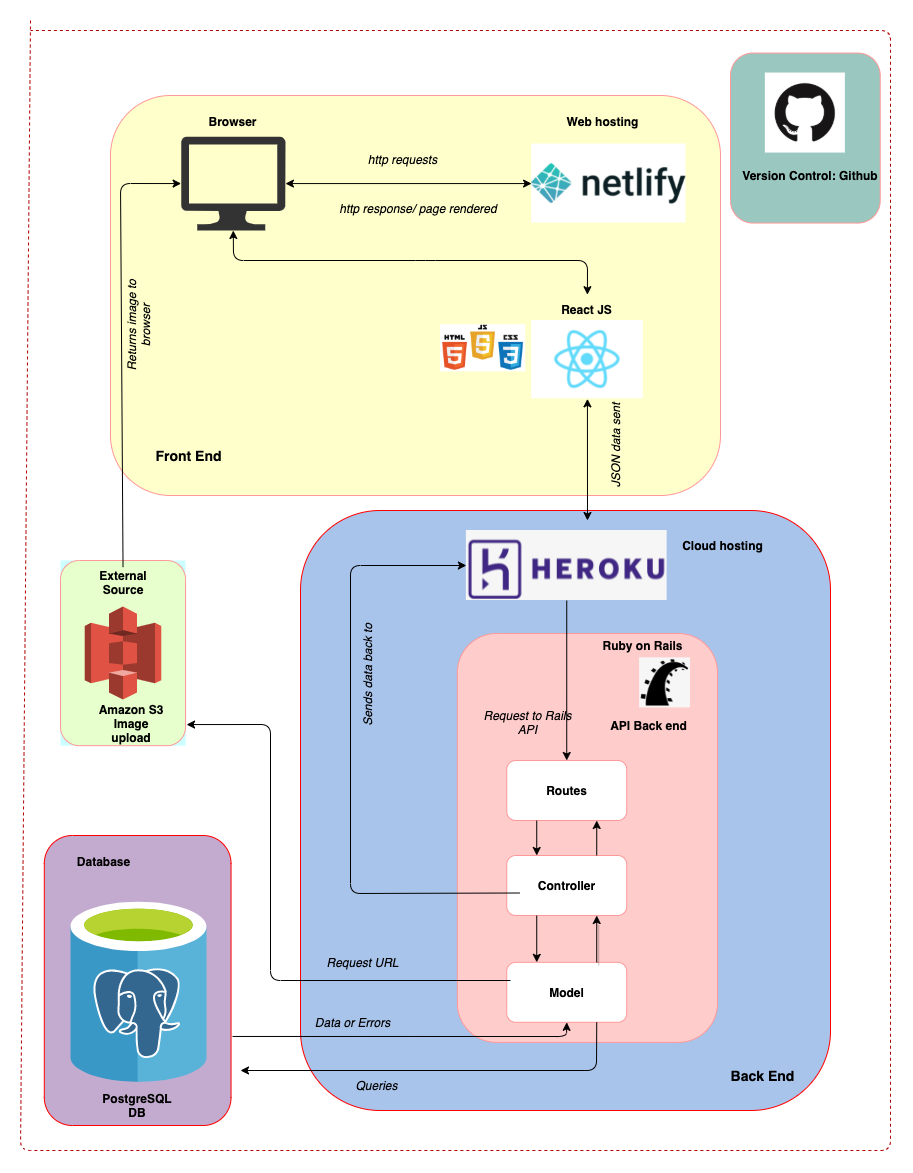 Browser
Web hosting
http requests
netlify
http response/ page rendered
Version Control: Github
Returns image to
browser
React JS
HTML
5
JS
5
CSS
3
JSON data sent
Front End
HEROKU
Cloud hosting
External
Source
Amazon S3
Image
upload
Sends data back to
Ruby on Rails
API Back end
Request to Rails
API
Routes
Controller
Model
Request URL
Data or Errors
Queries
Back End
Database
PostgreSQL
DB